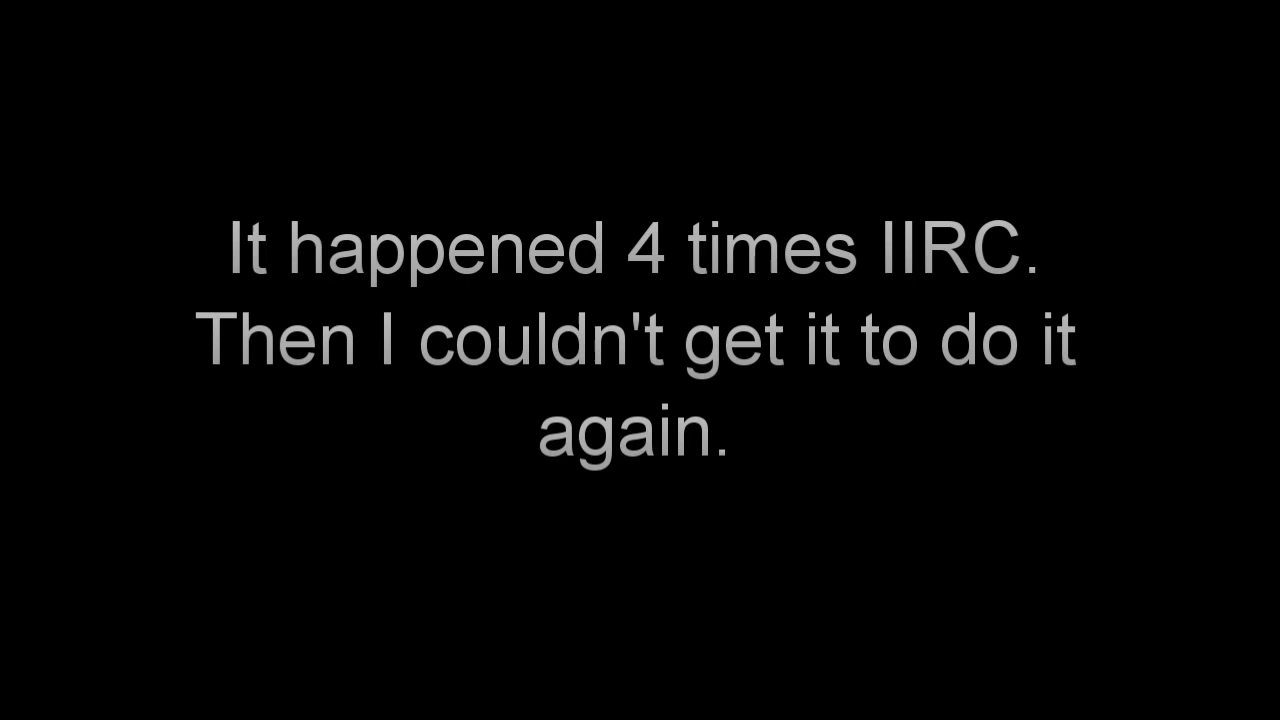 It happened 4 times IIRC.
Then I couldn't get it to do it
again.